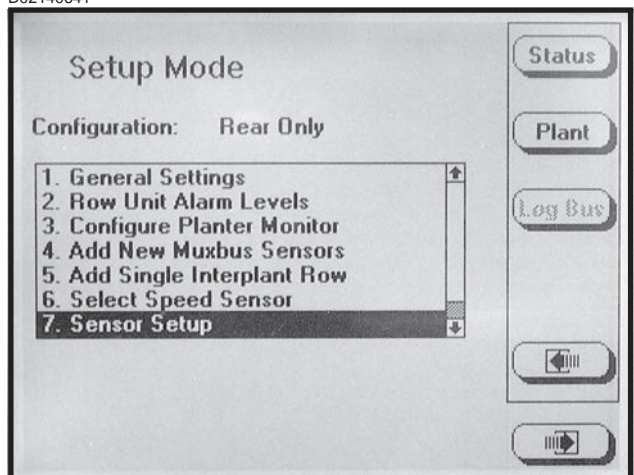 Setup Mode
Status
Configuration: Rear Only
Plant
1. General Settings
2. Row Unit Alarm Levels
3. Configure Planter Monitor
4. Add New Muxbus Sensors
5. Add Single Interplant Row
6. Select Speed Sensor
7. Sensor Setup
Log Bus